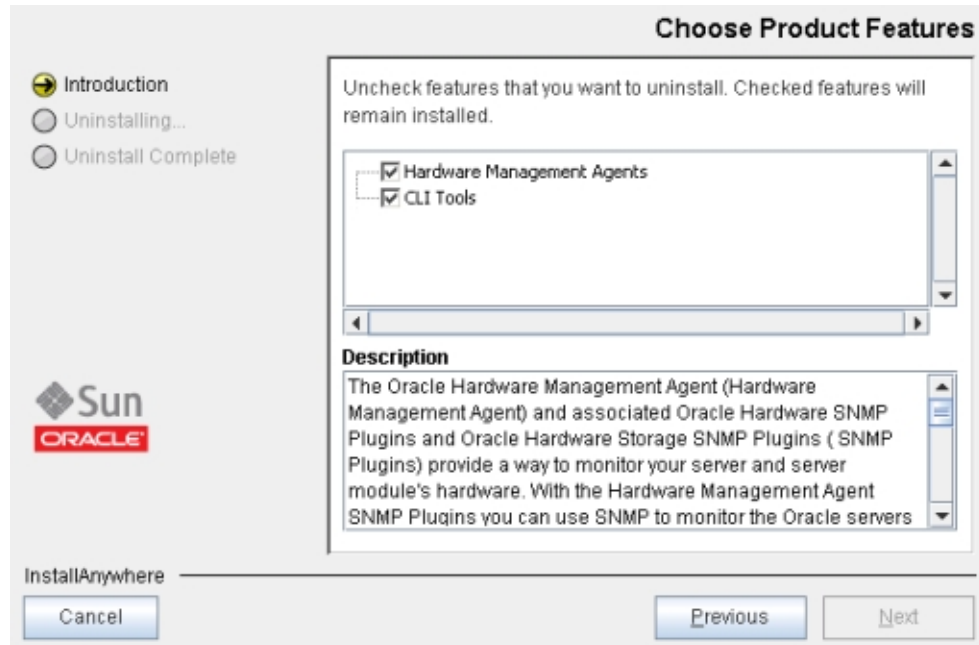 Choose Product Features
Introduction
Uninstalling...
Uninstall Complete
Uncheck features that you want to uninstall. Checked features will
remain installed.
Hardware Management Agents
CLI Tools
Description
The Oracle Hardware Management Agent (Hardware
Management Agent) and associated Oracle Hardware SNMP
Plugins and Oracle Hardware Storage SNMP Plugins ( SNMP
Plugins) provide a way to monitor your server and server
module's hardware. With the Hardware Management Agent
SNMP Plugins you can use SNMP to monitor the Oracle servers
Sun
ORACLE
InstallAnywhere
Cancel
Previous
Next